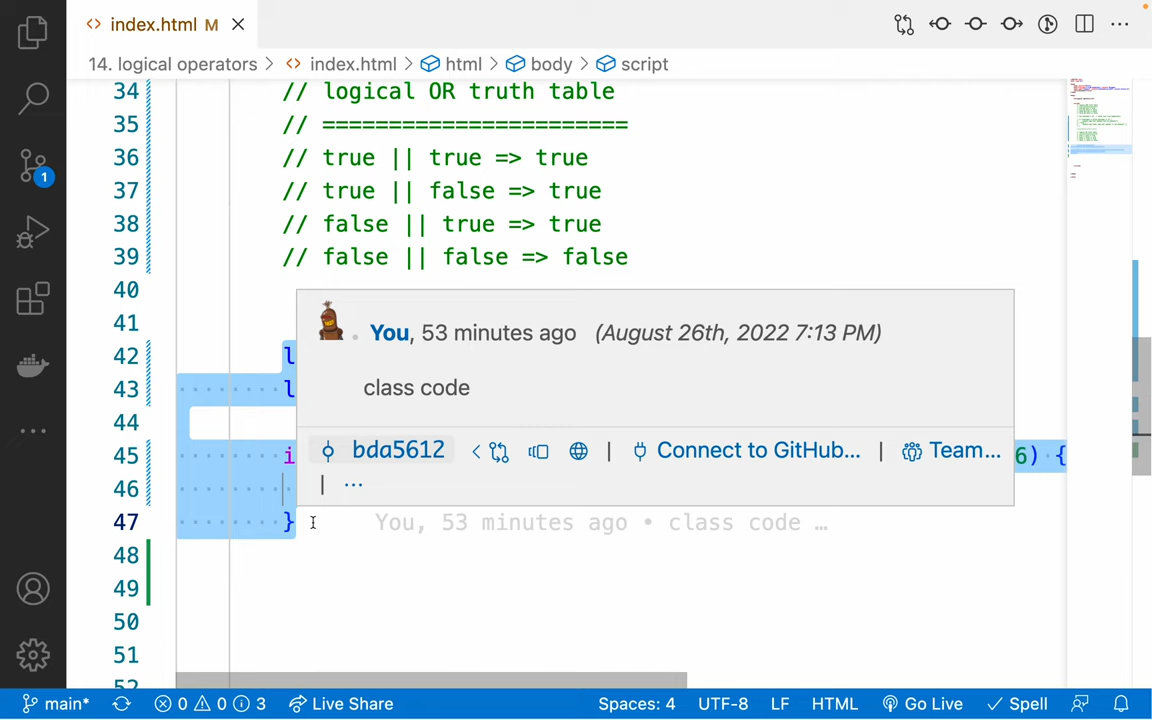 index.html M
14. logical operators > index.html > html > body > script
34 // logical OR truth table
35 // =======================
36 // true || true => true
37 // true || false => true
38 // false || true => true
39 // false || false => false
40
41
You, 53 minutes ago (August 26th, 2022 7:13 PM)
42 l
class code
43 l
44
bda5612 | Connect to GitHub... | Team...
45 i 6) {
46 | ...
47 } You, 53 minutes ago • class code …
48
49
50
51
52
1
main* 0 0 3 Live Share Spaces: 4 UTF-8 LF HTML Go Live Spell